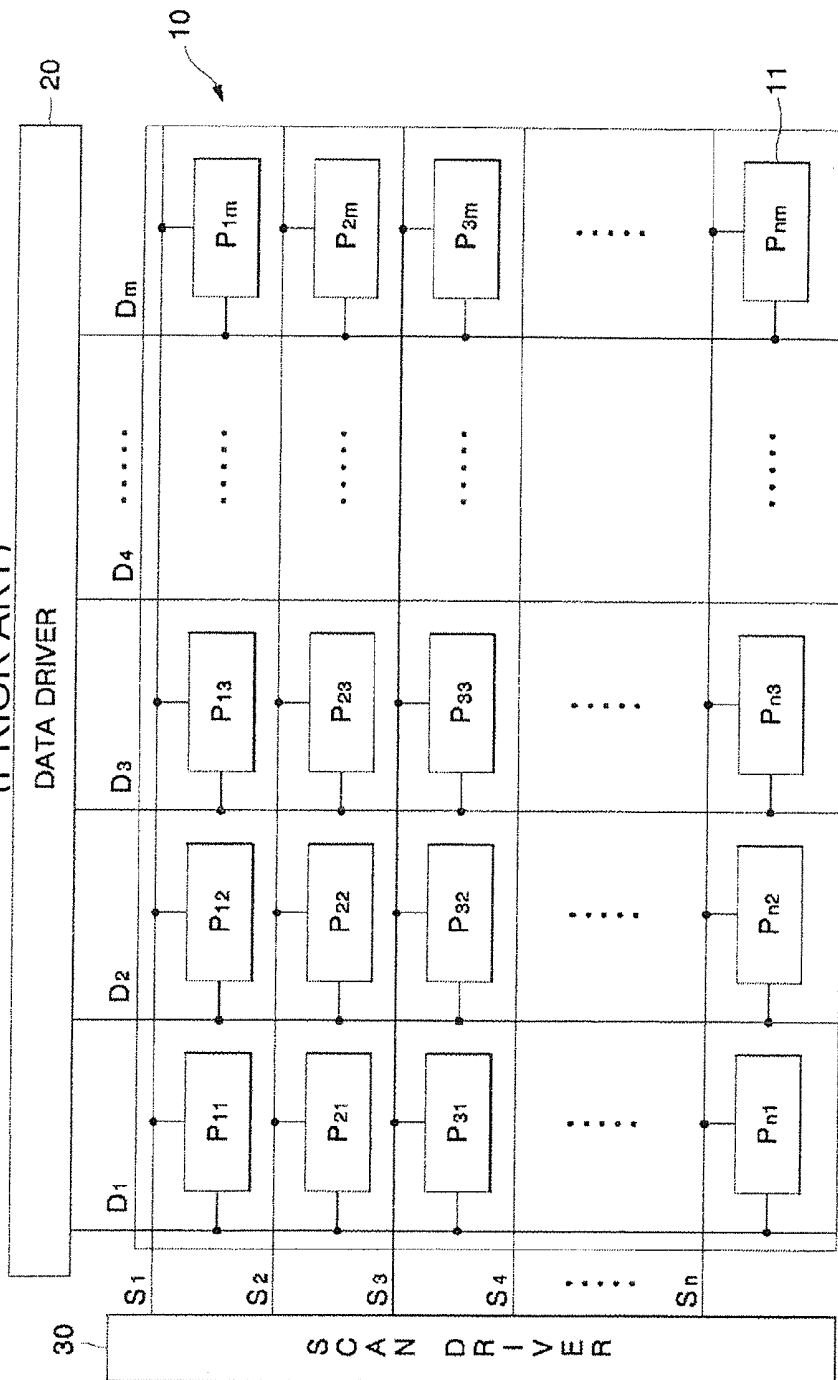 (PRIOR ART)
20
DATA DRIVER
10
D1 D2 D3 D4 ····· Dm
S1
P11 P12 P13 ····· P1m
S2
P21 P22 P23 ····· P2m
S3
P31 P32 P33 ····· P3m
S4
····· ····· ····· ····· ·····
Sn
Pn1 Pn2 Pn3 ····· Pnm
11
30
SCAN DRIVER